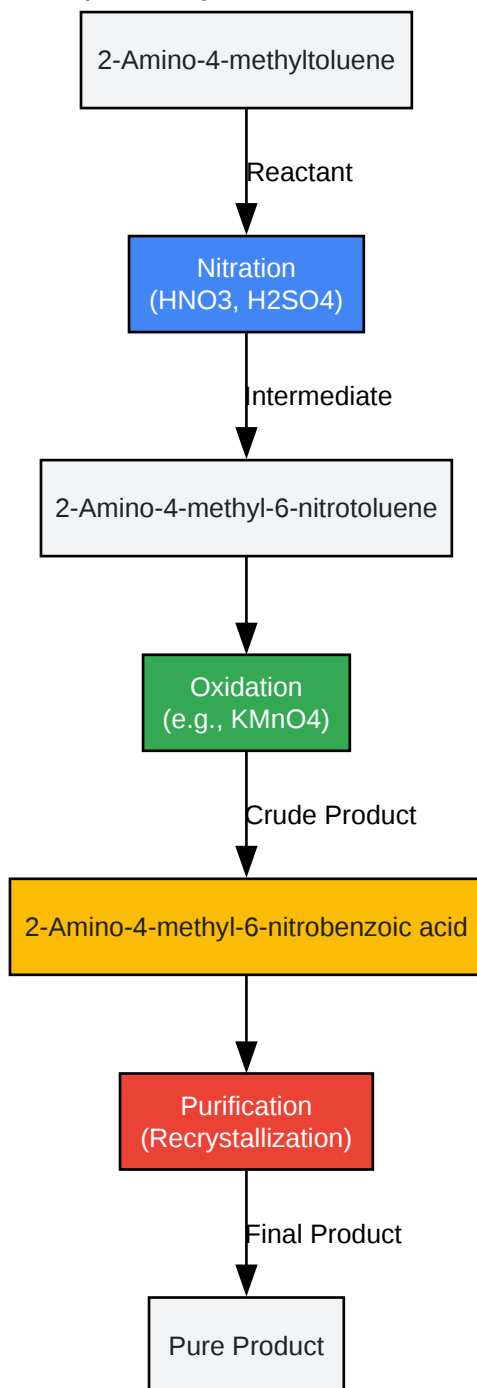 2-Amino-4-methyltoluene
Reactant
Nitration
(HNO3, H2SO4)
Intermediate
2-Amino-4-methyl-6-nitrotoluene
Oxidation
(e.g., KMnO4)
Crude Product
2-Amino-4-methyl-6-nitrobenzoic acid
Purification
(Recrystallization)
Final Product
Pure Product